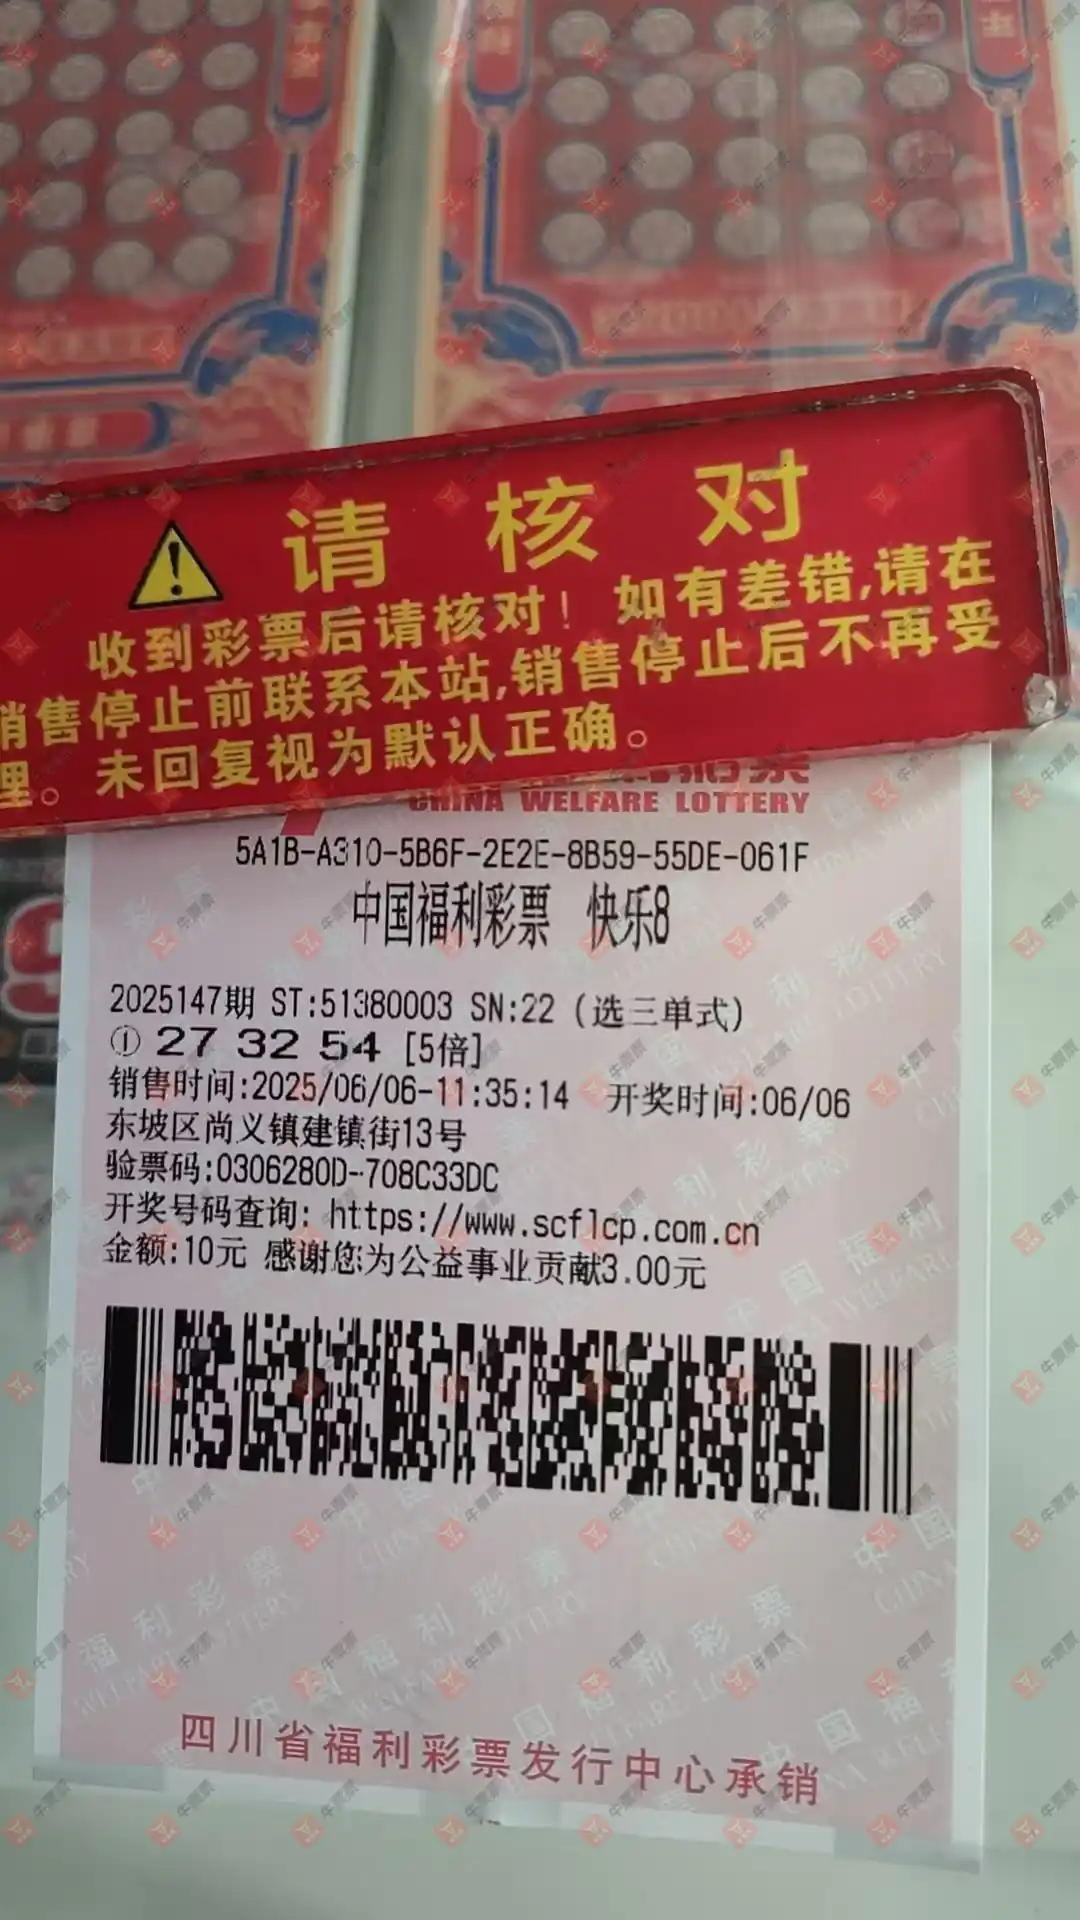 请核对
收到彩票后请核对！如有差错,请在
销售停止前联系本站,销售停止后不再受
理。未回复视为默认正确。
CHINA WELFARE LOTTERY
5A1B-A310-5B6F-2E2E-8B59-55DE-061F
中国福利彩票 快乐8
2025147期 ST:51380003 SN:22 (选三单式)
① 27 32 54 [5倍]
销售时间:2025/06/06-11:35:14 开奖时间:06/06
东坡区尚义镇建镇街13号
验票码:0306280D-708C33DC
开奖号码查询: https://www.scflcp.com.cn
金额:10元 感谢您为公益事业贡献3.00元
四川省福利彩票发行中心承销